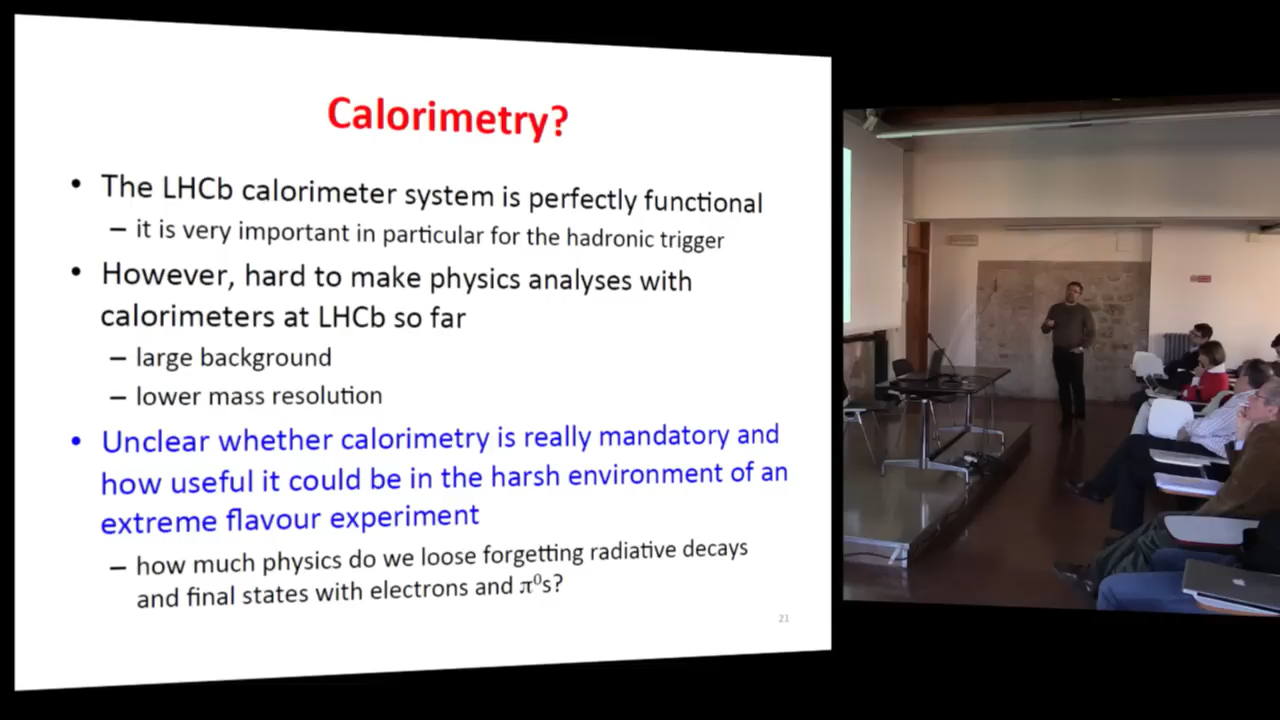 Calorimetry?
• The LHCb calorimeter system is perfectly functional
– it is very important in particular for the hadronic trigger
• However, hard to make physics analyses with
calorimeters at LHCb so far
– large background
– lower mass resolution
• Unclear whether calorimetry is really mandatory and
how useful it could be in the harsh environment of an
extreme flavour experiment
– how much physics do we loose forgetting radiative decays
and final states with electrons and π⁰s?
21